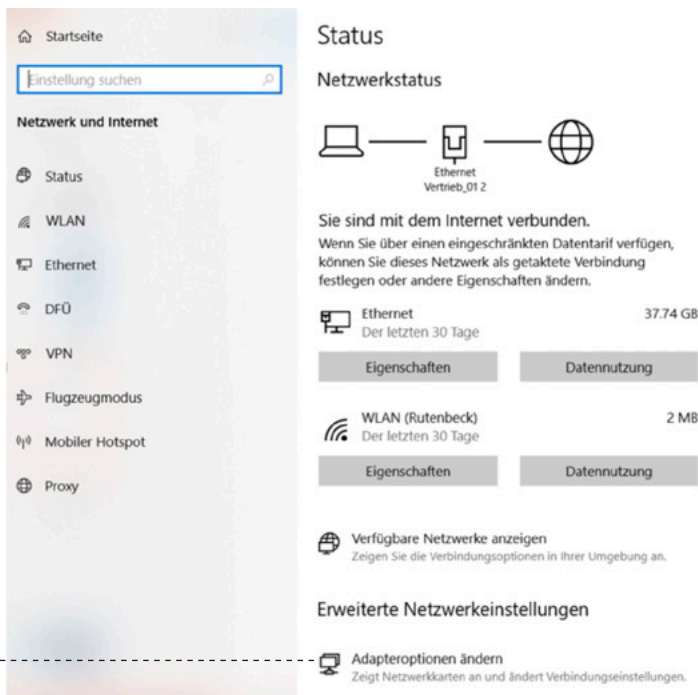 Startseite
Einstellung suchen
Netzwerk und Internet
Status
WLAN
Ethernet
DFÜ
VPN
Flugzeugmodus
Mobiler Hotspot
Proxy
Status
Netzwerkstatus
Ethernet
Vertrieb_01 2
Sie sind mit dem Internet verbunden.
Wenn Sie über einen eingeschränkten Datentarif verfügen,
können Sie dieses Netzwerk als getaktete Verbindung
festlegen oder andere Eigenschaften ändern.
Ethernet 37.74 GB
Der letzten 30 Tage
Eigenschaften Datennutzung
WLAN (Rutenbeck) 2 MB
Der letzten 30 Tage
Eigenschaften Datennutzung
Verfügbare Netzwerke anzeigen
Zeigen Sie die Verbindungsoptionen in Ihrer Umgebung an.
Erweiterte Netzwerkeinstellungen
Adapteroptionen ändern
Zeigt Netzwerkkarten an und ändert Verbindungseinstellungen.